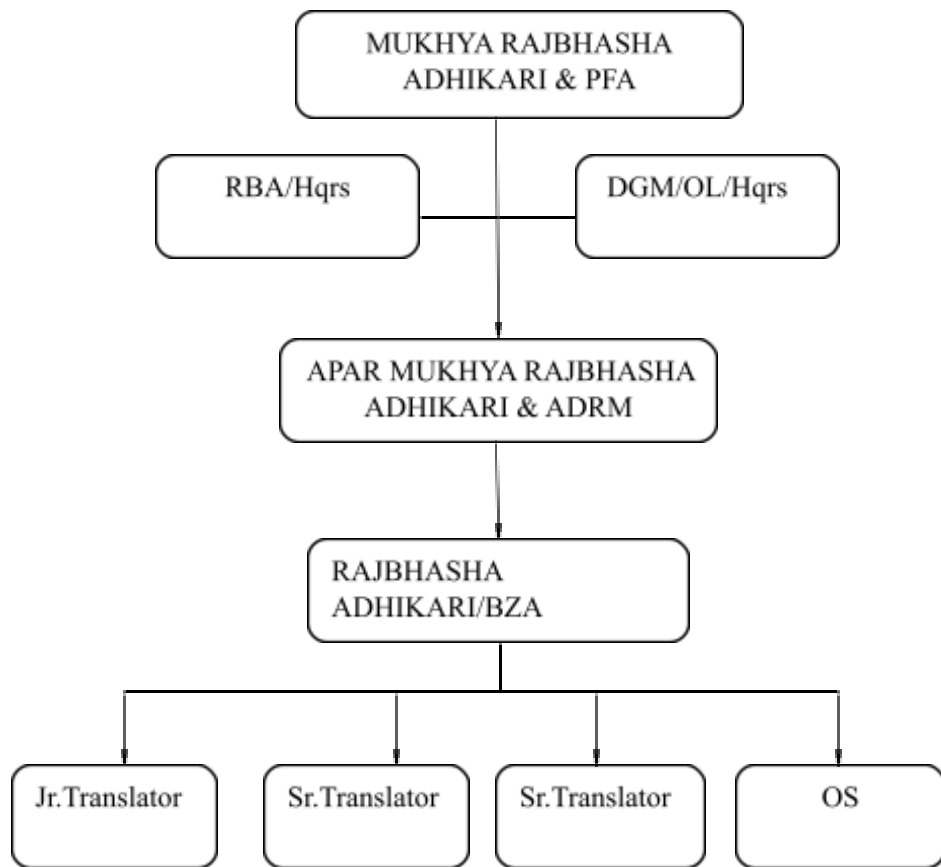 MUKHYA RAJBHASHA
ADHIKARI & PFA
RBA/Hqrs
DGM/OL/Hqrs
APAR MUKHYA RAJBHASHA
ADHIKARI & ADRM
RAJBHASHA
ADHIKARI/BZA
Jr.Translator
Sr.Translator
Sr.Translator
OS